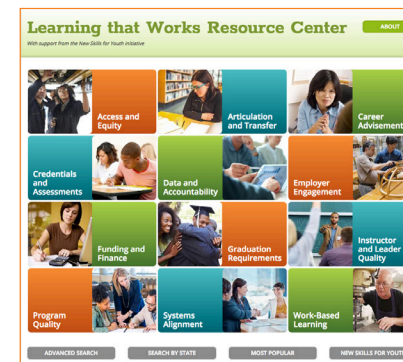 Learning that Works Resource Center
ABOUT
With support from the New Skills for Youth Initiative
Access and
Equity
Articulation
and Transfer
Career
Advisement
Credentials
and
Assessments
Data and
Accountability
Employer
Engagement
Funding and
Finance
Graduation
Requirements
Instructor
and Leader
Quality
Program
Quality
Systems
Alignment
Work-Based
Learning
ADVANCED SEARCH
SEARCH BY STATE
MOST POPULAR
NEW SKILLS FOR YOUTH